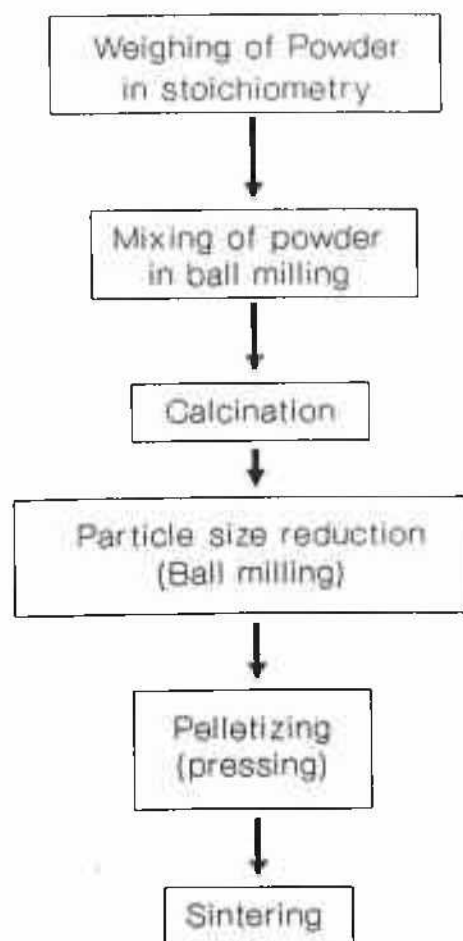 Weighing of Powder
in stoichiometry
Mixing of powder
in ball milling
Calcination
Particle size reduction
(Ball milling)
Pelletizing
(pressing)
Sintering